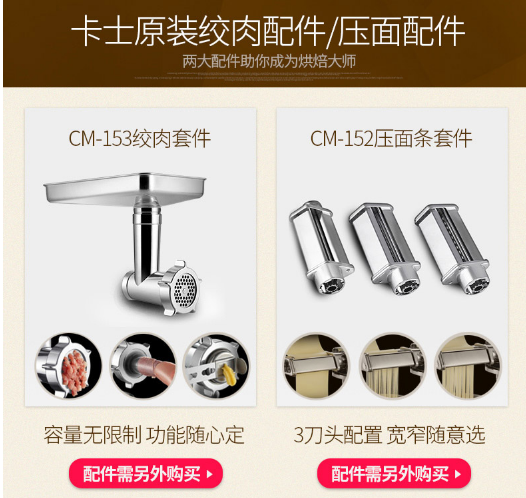 卡士原装绞肉配件/压面配件
两大配件助你成为烘焙大师
CM-153绞肉套件
CM-152压面条套件
容量无限制 功能随心定
3刀头配置 宽窄随意选
配件需另外购买
配件需另外购买